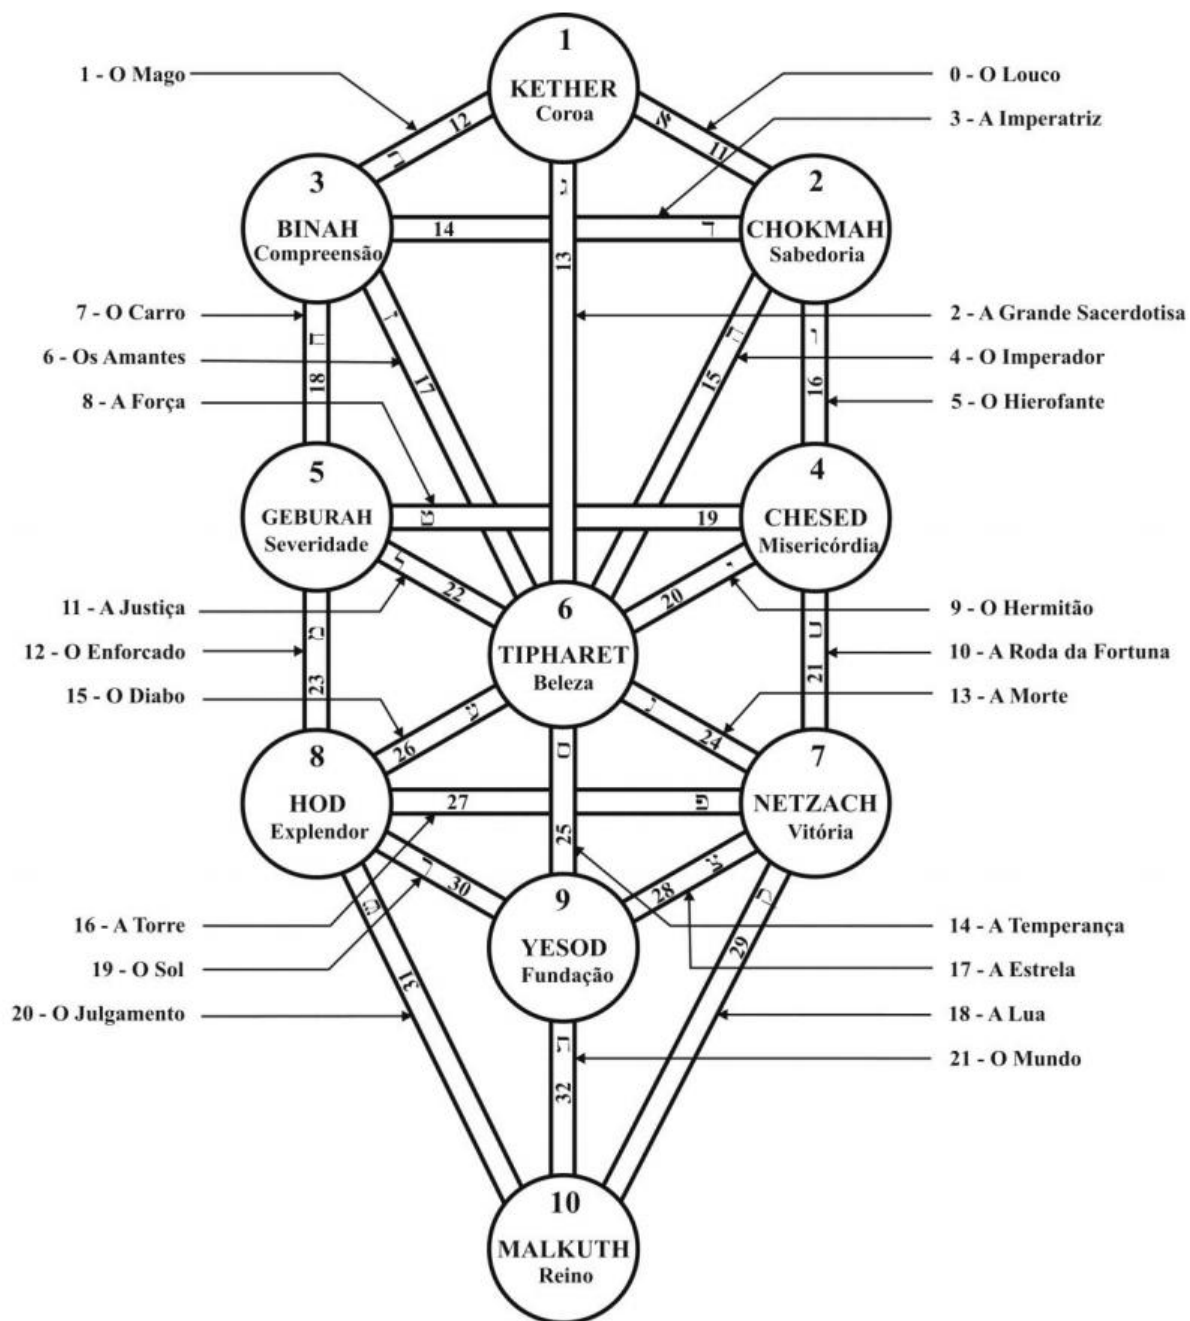 1
KETHER
Coroa
1 - O Mago
0 - O Louco
3 - A Imperatriz
12
ב
א
11
3
BINAH
Compreensão
2
CHOKMAH
Sabedoria
ג
13
14
ד
7 - O Carro
6 - Os Amantes
8 - A Força
2 - A Grande Sacerdotisa
4 - O Imperador
5 - O Hierofante
ח
18
ז
17
ה
15
ו
16
5
GEBURAH
Severidade
4
CHESED
Misericórdia
ט
19
11 - A Justiça
12 - O Enforcado
15 - O Diabo
9 - O Hermitão
10 - A Roda da Fortuna
13 - A Morte
ל
22
י
20
6
TIPHARET
Beleza
מ
23
21
26
נ
24
8
HOD
Explendor
7
NETZACH
Vitória
ס
25
27
פ
16 - A Torre
19 - O Sol
20 - O Julgamento
14 - A Temperança
17 - A Estrela
18 - A Lua
21 - O Mundo
ר
30
צ
28
ש
31
ק
29
9
YESOD
Fundação
ת
32
10
MALKUTH
Reino